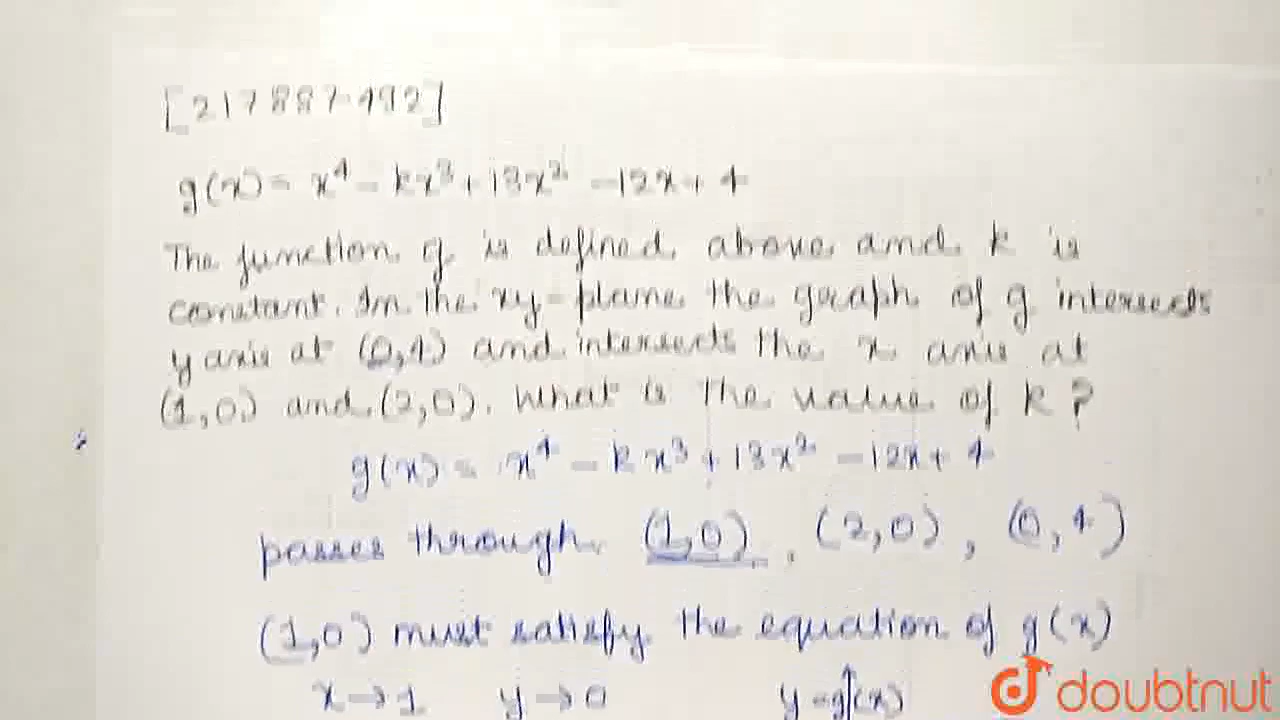 [217887492]
g(x) = x⁴ - kx³ + 13x² - 12x + 4
The function g is defined above and k is
constant. In the xy-plane the graph of g intersects
y axis at (0,4) and intersects the x axis at
(1,0) and (2,0). What is the value of k?
g(x) = x⁴ - kx³ + 13x² - 12x + 4
passes through (1,0), (2,0), (0,4)
(1,0) must satisfy the equation of g(x)
x → 1 y → 0 y = g(x)
doubtnut